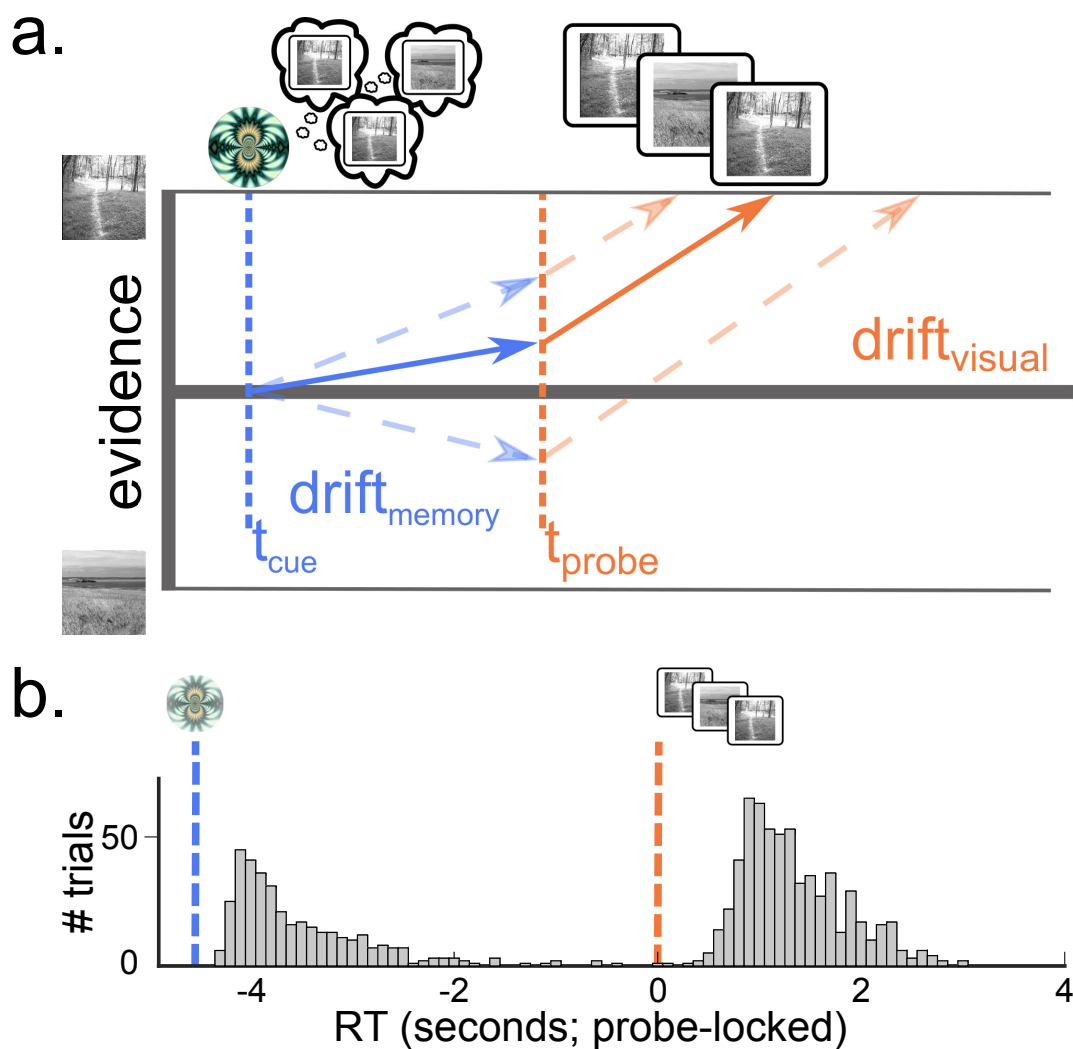 a.
evidence
drift_visual
drift_memory
t_cue
t_probe
b.
# trials
50
0
-4
-2
0
2
4
RT (seconds; probe-locked)